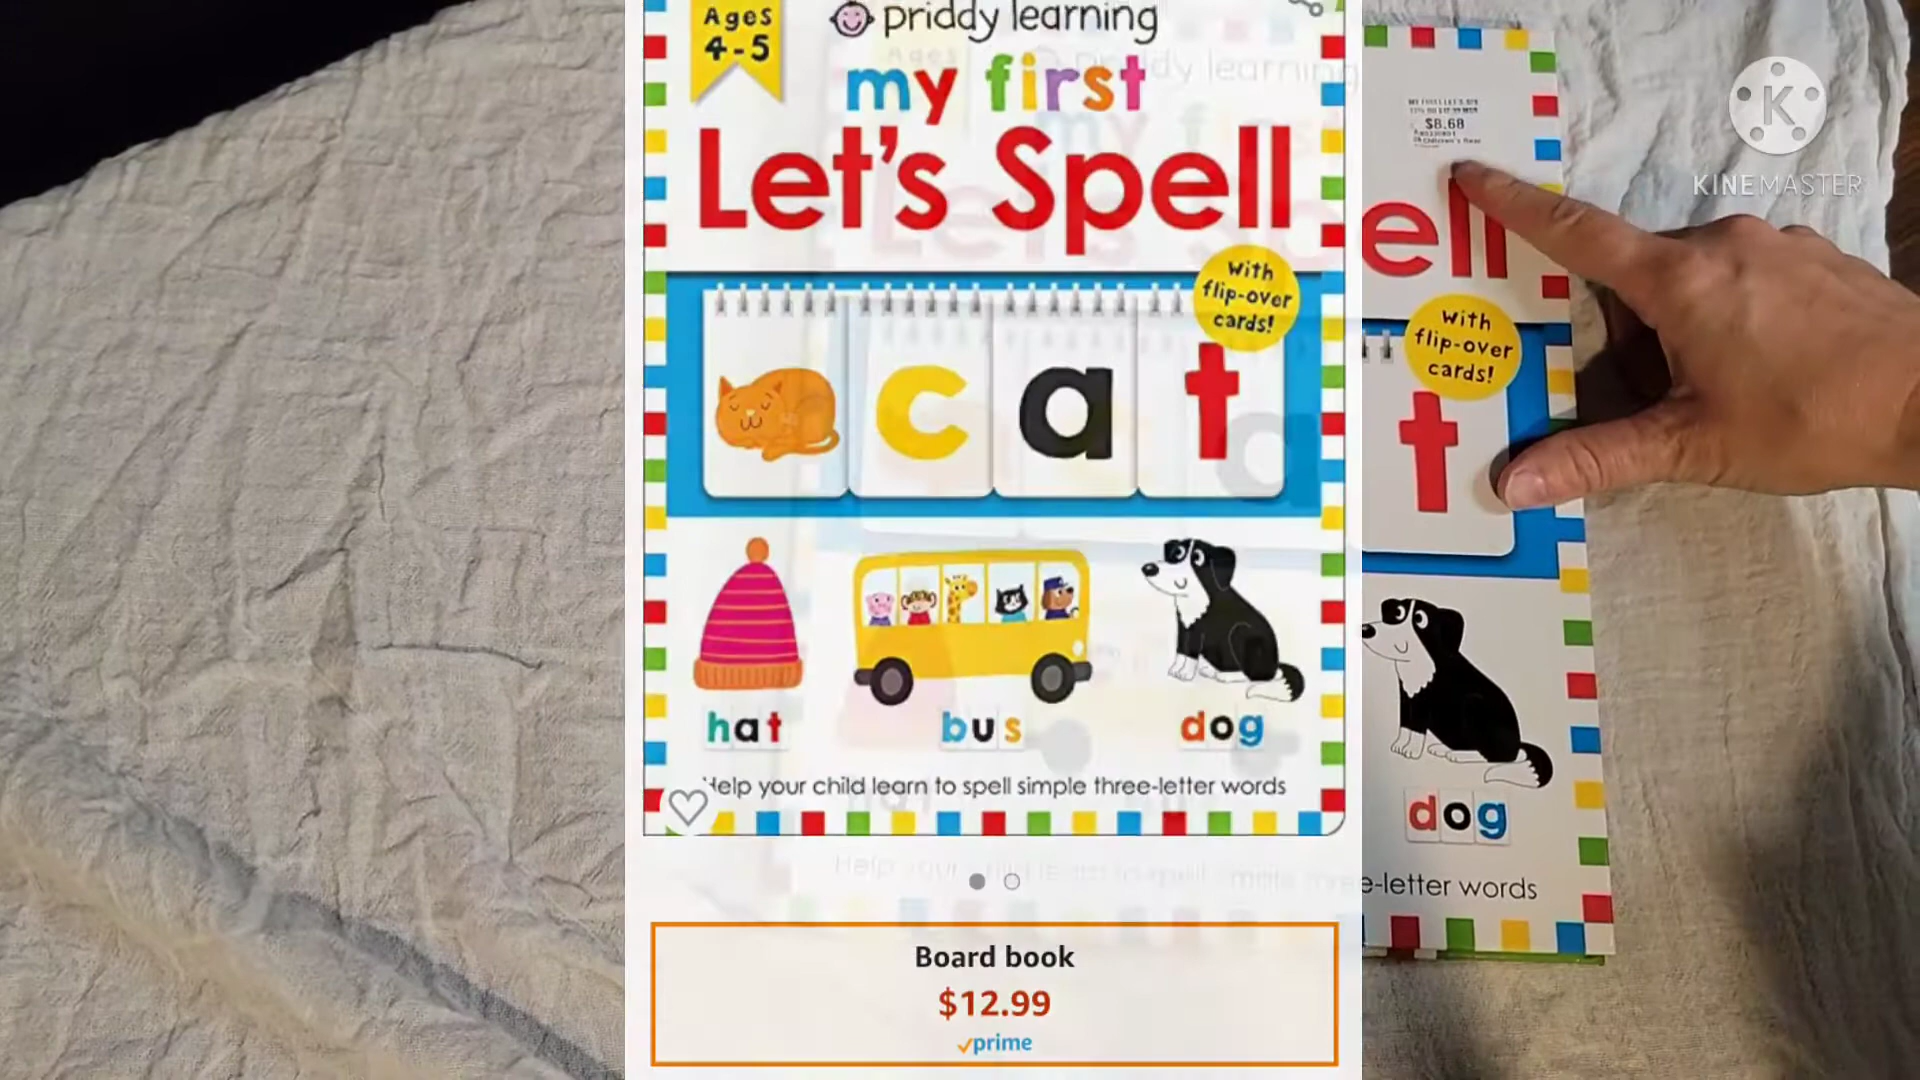 Ages
4-5
priddy learning
my first
Let's Spell
With
flip-over
cards!
c a t
hat
bus
dog
Help your child learn to spell simple three-letter words
Board book
$12.99
prime
$8.68
ell
With
flip-over
cards!
t
dog
e-letter words
K
KINEMASTER